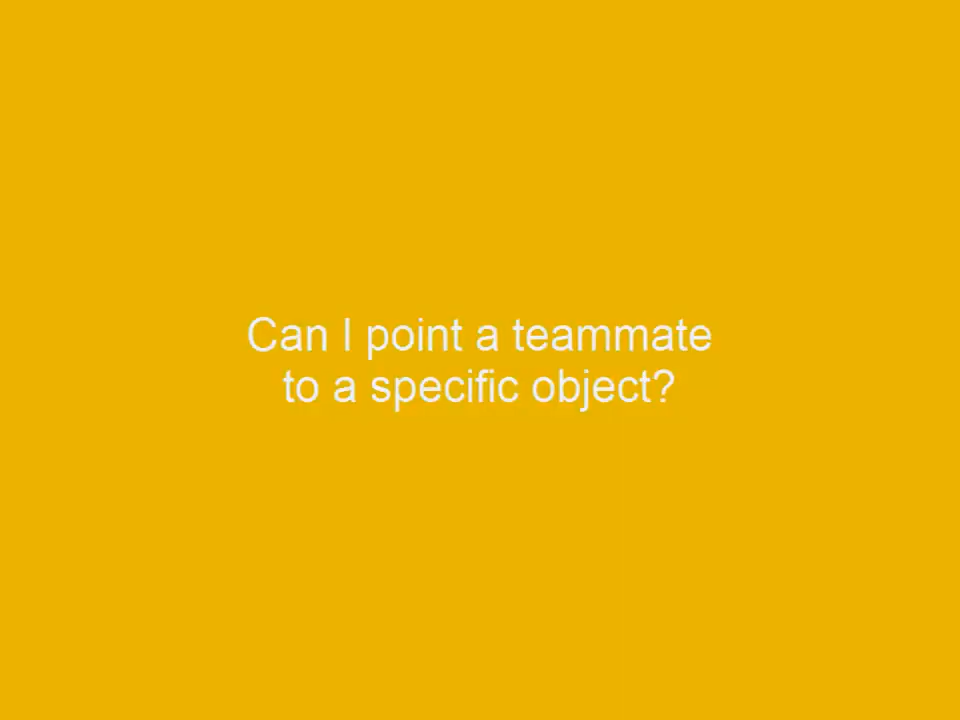 Can I point a teammate
to a specific object?